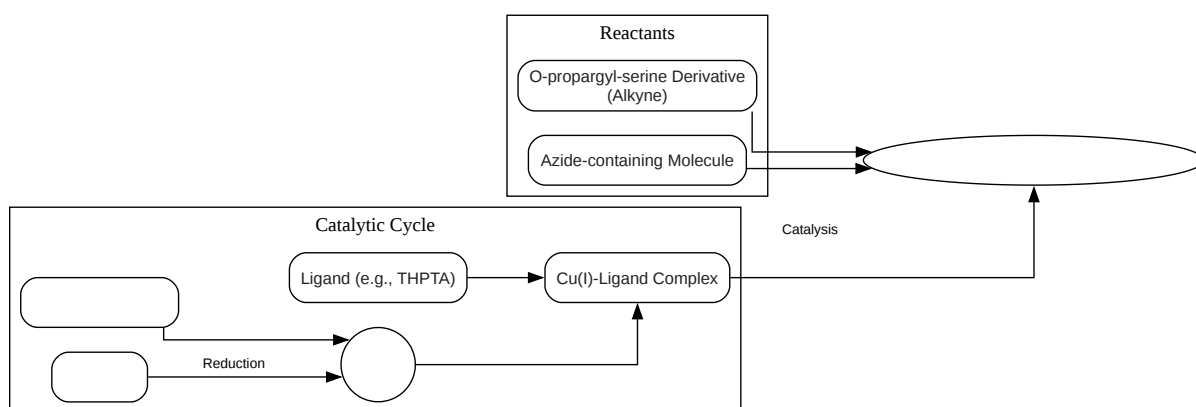 Reactants
O-propargyl-serine Derivative
(Alkyne)
Azide-containing Molecule
Catalytic Cycle
Catalysis
Ligand (e.g., THPTA)
Cu(I)-Ligand Complex
Reduction